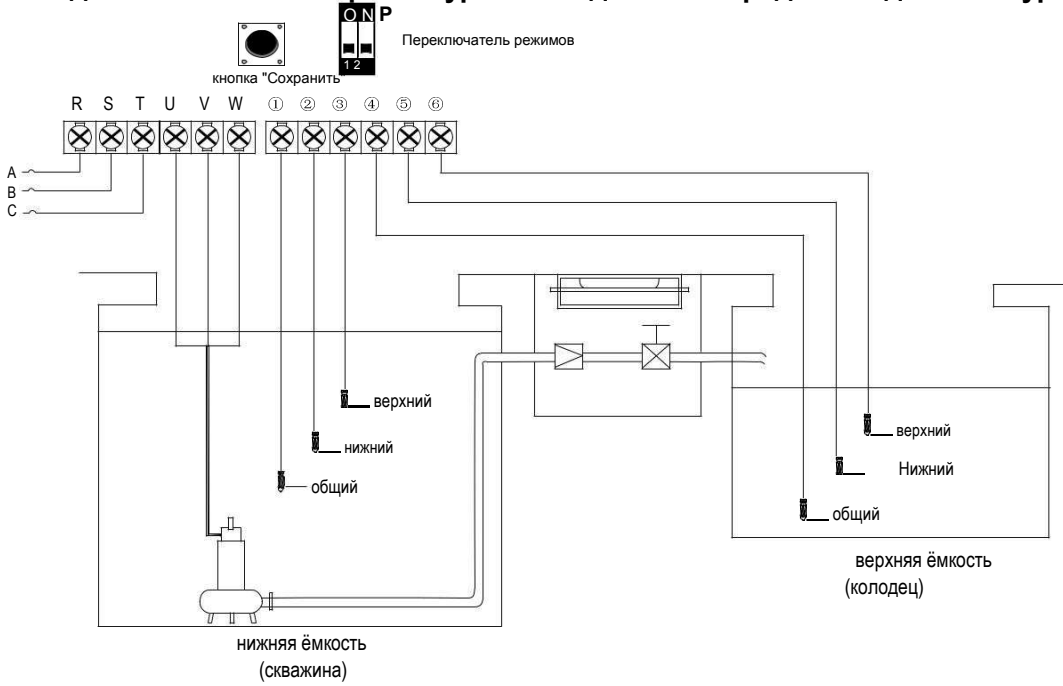 ON P
1 2
Переключатель режимов
кнопка "Сохранить"
R S T U V W ① ② ③ ④ ⑤ ⑥
A
B
C
верхний
нижний
общий
верхний
Нижний
общий
верхняя ёмкость
(колодец)
нижняя ёмкость
(скважина)